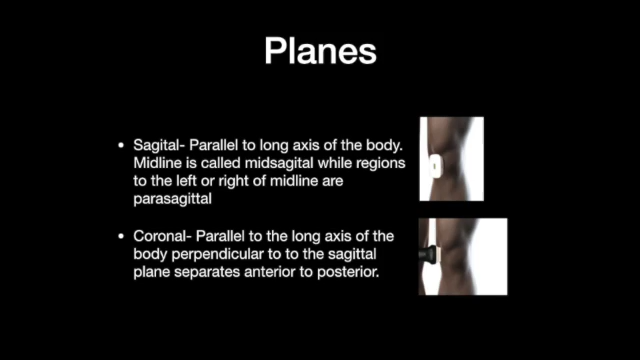 Planes
• Sagital- Parallel to long axis of the body.
Midline is called midsagital while regions
to the left or right of midline are
parasagittal
• Coronal- Parallel to the long axis of the
body perpendicular to to the sagittal
plane separates anterior to posterior.